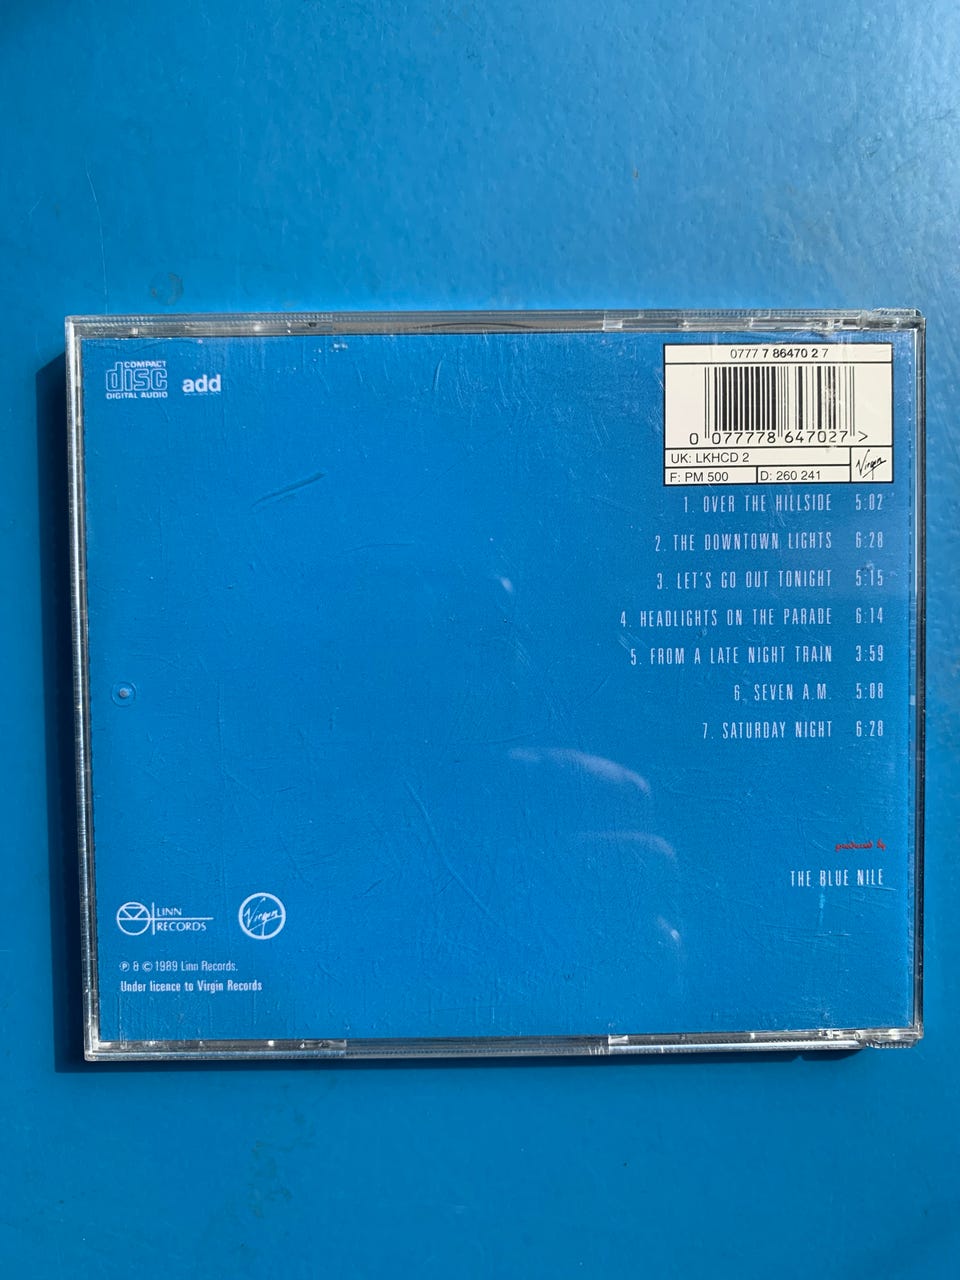 COMPACT
disc
DIGITAL AUDIO
add
0777 7 86470 2 7
0 077778 647027 >
UK: LKHCD 2
F: PM 500
D: 260 241
Virgin
1. OVER THE HILLSIDE 5:02
2. THE DOWNTOWN LIGHTS 6:28
3. LET'S GO OUT TONIGHT 5:15
4. HEADLIGHTS ON THE PARADE 6:14
5. FROM A LATE NIGHT TRAIN 3:59
6. SEVEN A.M. 5:08
7. SATURDAY NIGHT 6:28
produced by
THE BLUE NILE
LINN
RECORDS
Virgin
℗ & © 1989 Linn Records.
Under licence to Virgin Records